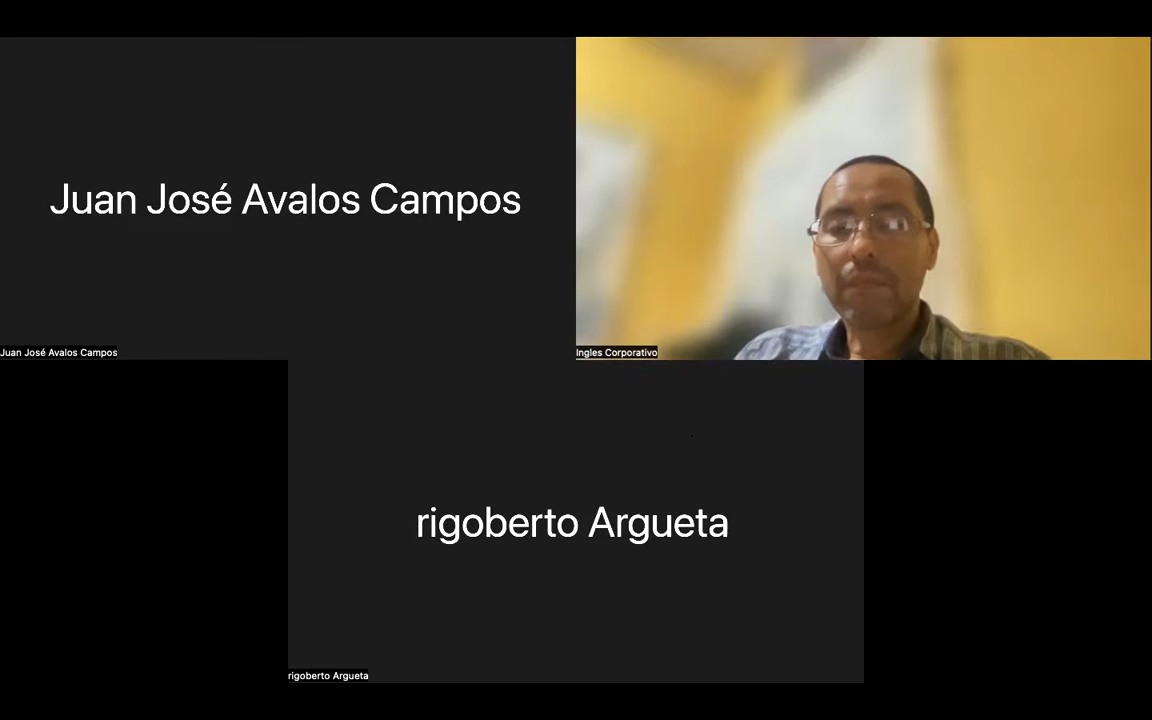 Juan José Avalos Campos
Juan José Avalos Campos
Ingles Corporativo
rigoberto Argueta
rigoberto Argueta